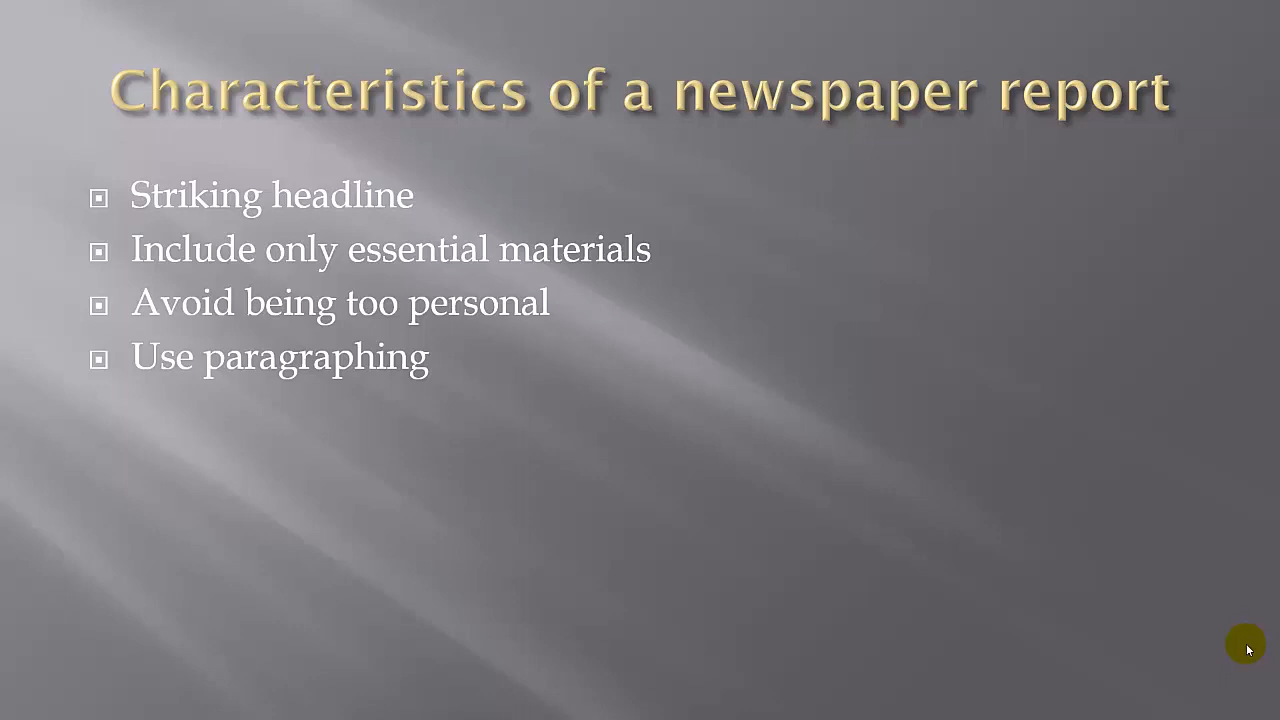 Characteristics of a newspaper report
Striking headline
Include only essential materials
Avoid being too personal
Use paragraphing